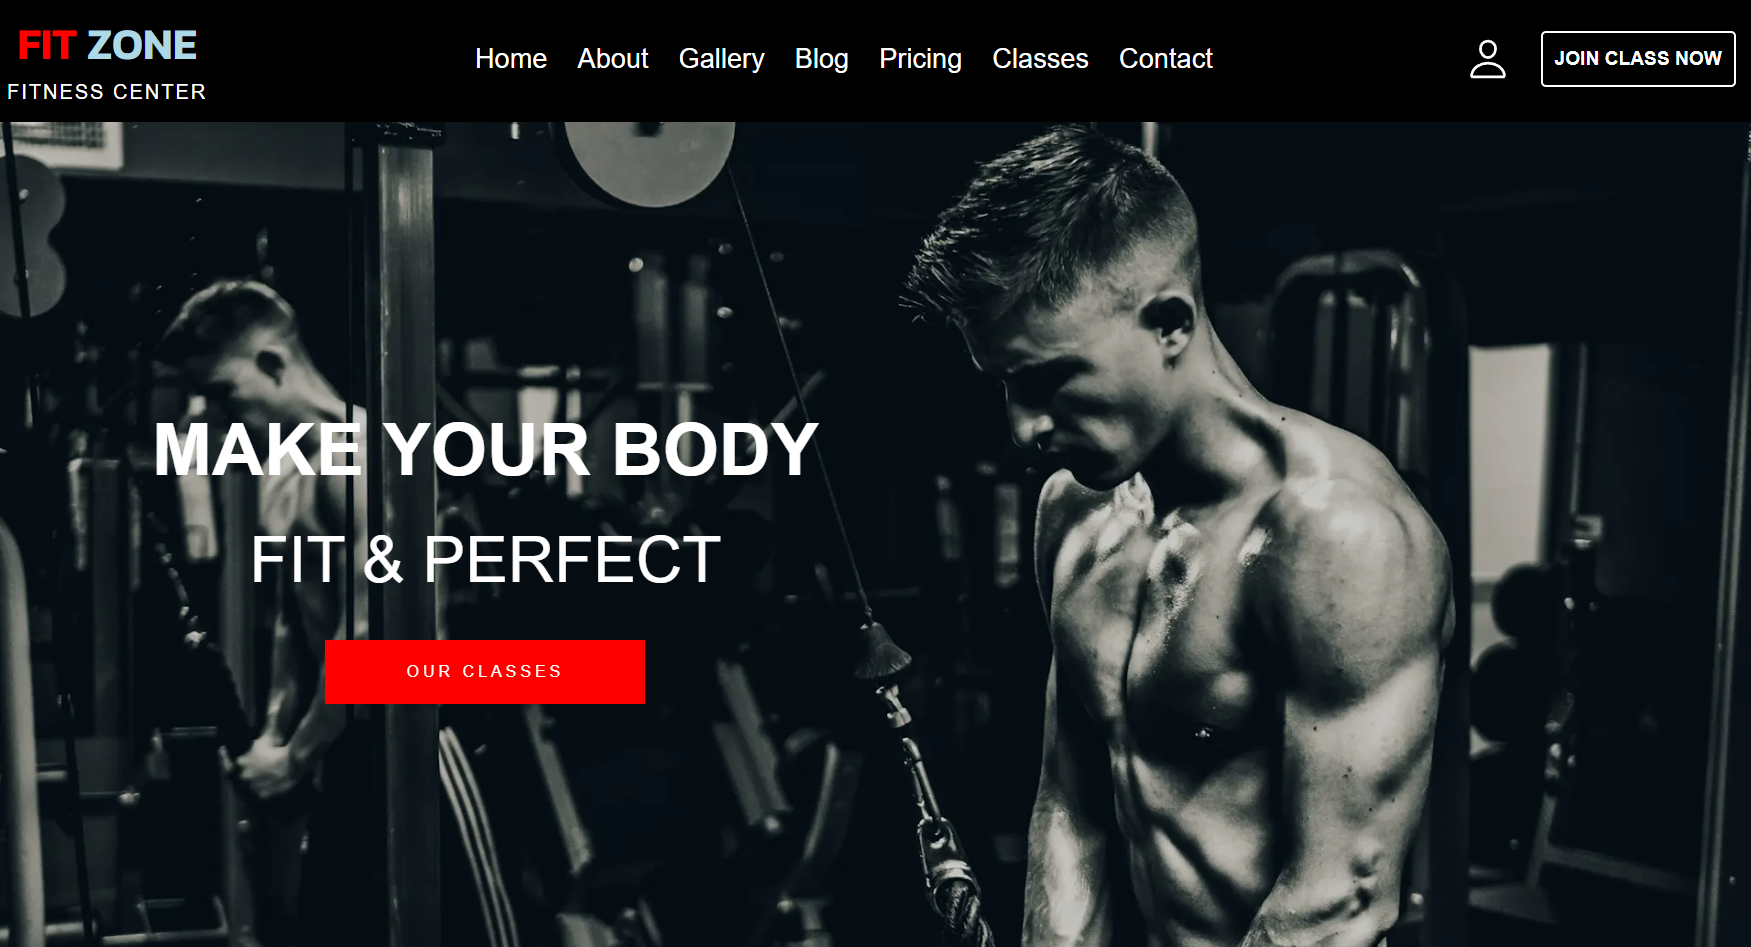 FIT ZONE
FITNESS CENTER
Home About Gallery Blog Pricing Classes Contact
JOIN CLASS NOW
MAKE YOUR BODY
FIT & PERFECT
OUR CLASSES